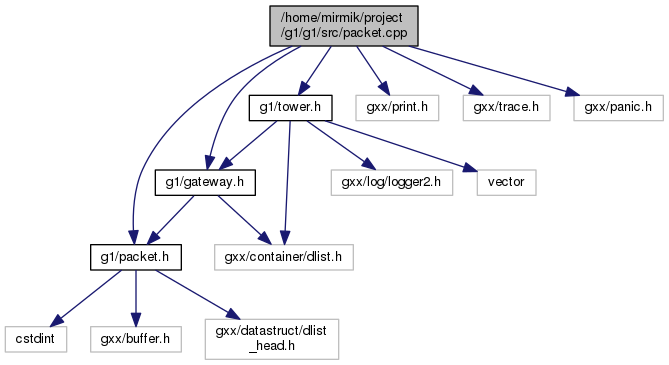 /home/mirmik/project
/g1/g1/src/packet.cpp
g1/tower.h
gxx/print.h
gxx/trace.h
gxx/panic.h
g1/gateway.h
gxx/log/logger2.h
vector
g1/packet.h
gxx/container/dlist.h
cstdint
gxx/buffer.h
gxx/datastruct/dlist
_head.h